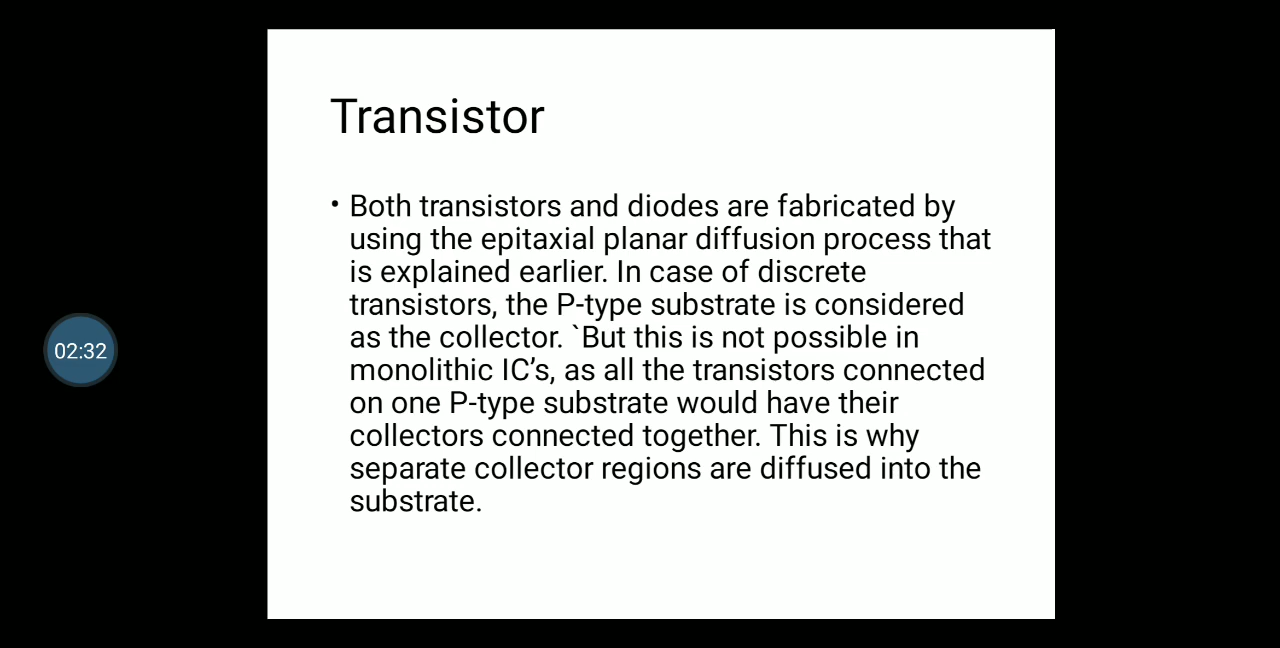 Transistor
• Both transistors and diodes are fabricated by
using the epitaxial planar diffusion process that
is explained earlier. In case of discrete
transistors, the P-type substrate is considered
as the collector. `But this is not possible in
monolithic IC’s, as all the transistors connected
on one P-type substrate would have their
collectors connected together. This is why
separate collector regions are diffused into the
substrate.
02:32